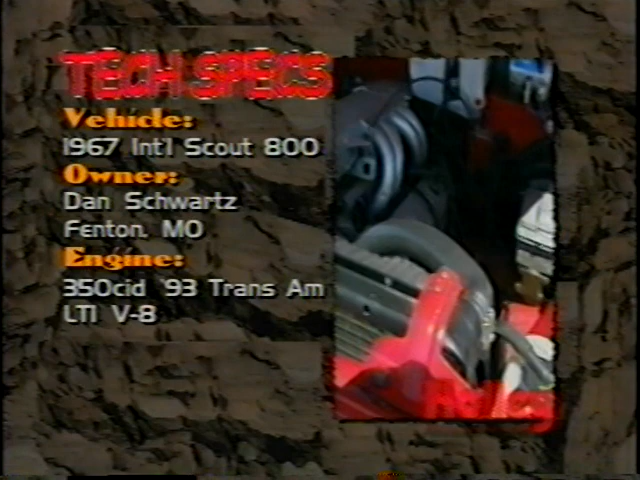 TECH SPECS
Vehicle:
1967 Int'l Scout 800
Owner:
Dan Schwartz
Fenton, MO
Engine:
350cid '93 Trans Am
LT1 V-8